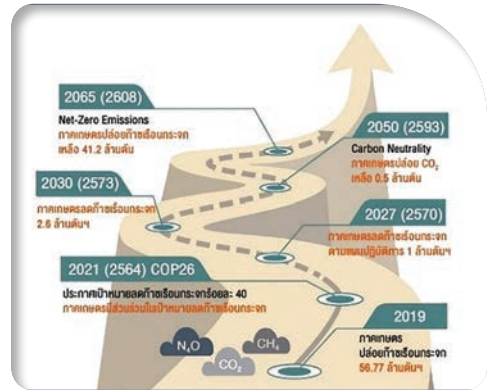 2065 (2608)
Net-Zero Emissions
ภาคเกษตรปล่อยก๊าซเรือนกระจก
เหลือ 41.2 ล้านตัน
2050 (2593)
Carbon Neutrality
ภาคเกษตรปล่อย CO₂
เหลือ 0.5 ล้านตัน
2030 (2573)
ภาคเกษตรลดก๊าซเรือนกระจก
2.6 ล้านตันฯ
2027 (2570)
ภาคเกษตรลดก๊าซเรือนกระจก
ตามแผนปฏิบัติการ 1 ล้านตันฯ
2021 (2564) COP26
ประกาศเป้าหมายลดก๊าซเรือนกระจกร้อยละ 40
ภาคเกษตรมีส่วนร่วมในเป้าหมายลดก๊าซเรือนกระจก
2019
ภาคเกษตร
ปล่อยก๊าซเรือนกระจก
56.77 ล้านตันฯ
N₂O
CO₂
CH₄